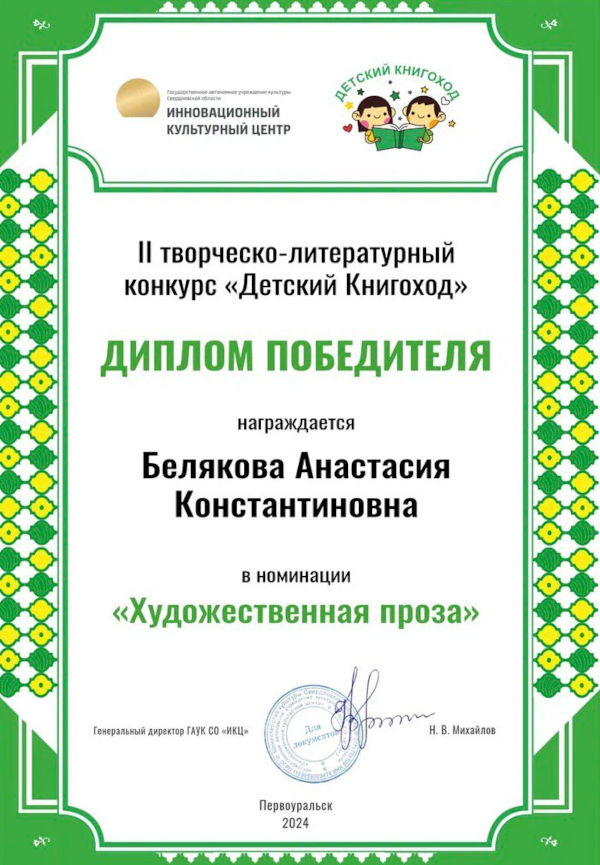 Государственное автономное учреждение культуры
Свердловской области
ИННОВАЦИОННЫЙ
КУЛЬТУРНЫЙ ЦЕНТР
ДЕТСКИЙ КНИГОХОД
II творческо-литературный
конкурс «Детский Книгоход»
ДИПЛОМ ПОБЕДИТЕЛЯ
награждается
Белякова Анастасия
Константиновна
в номинации
«Художественная проза»
Генеральный директор ГАУК СО «ИКЦ»
Для
документов
Н. В. Михайлов
Первоуральск
2024